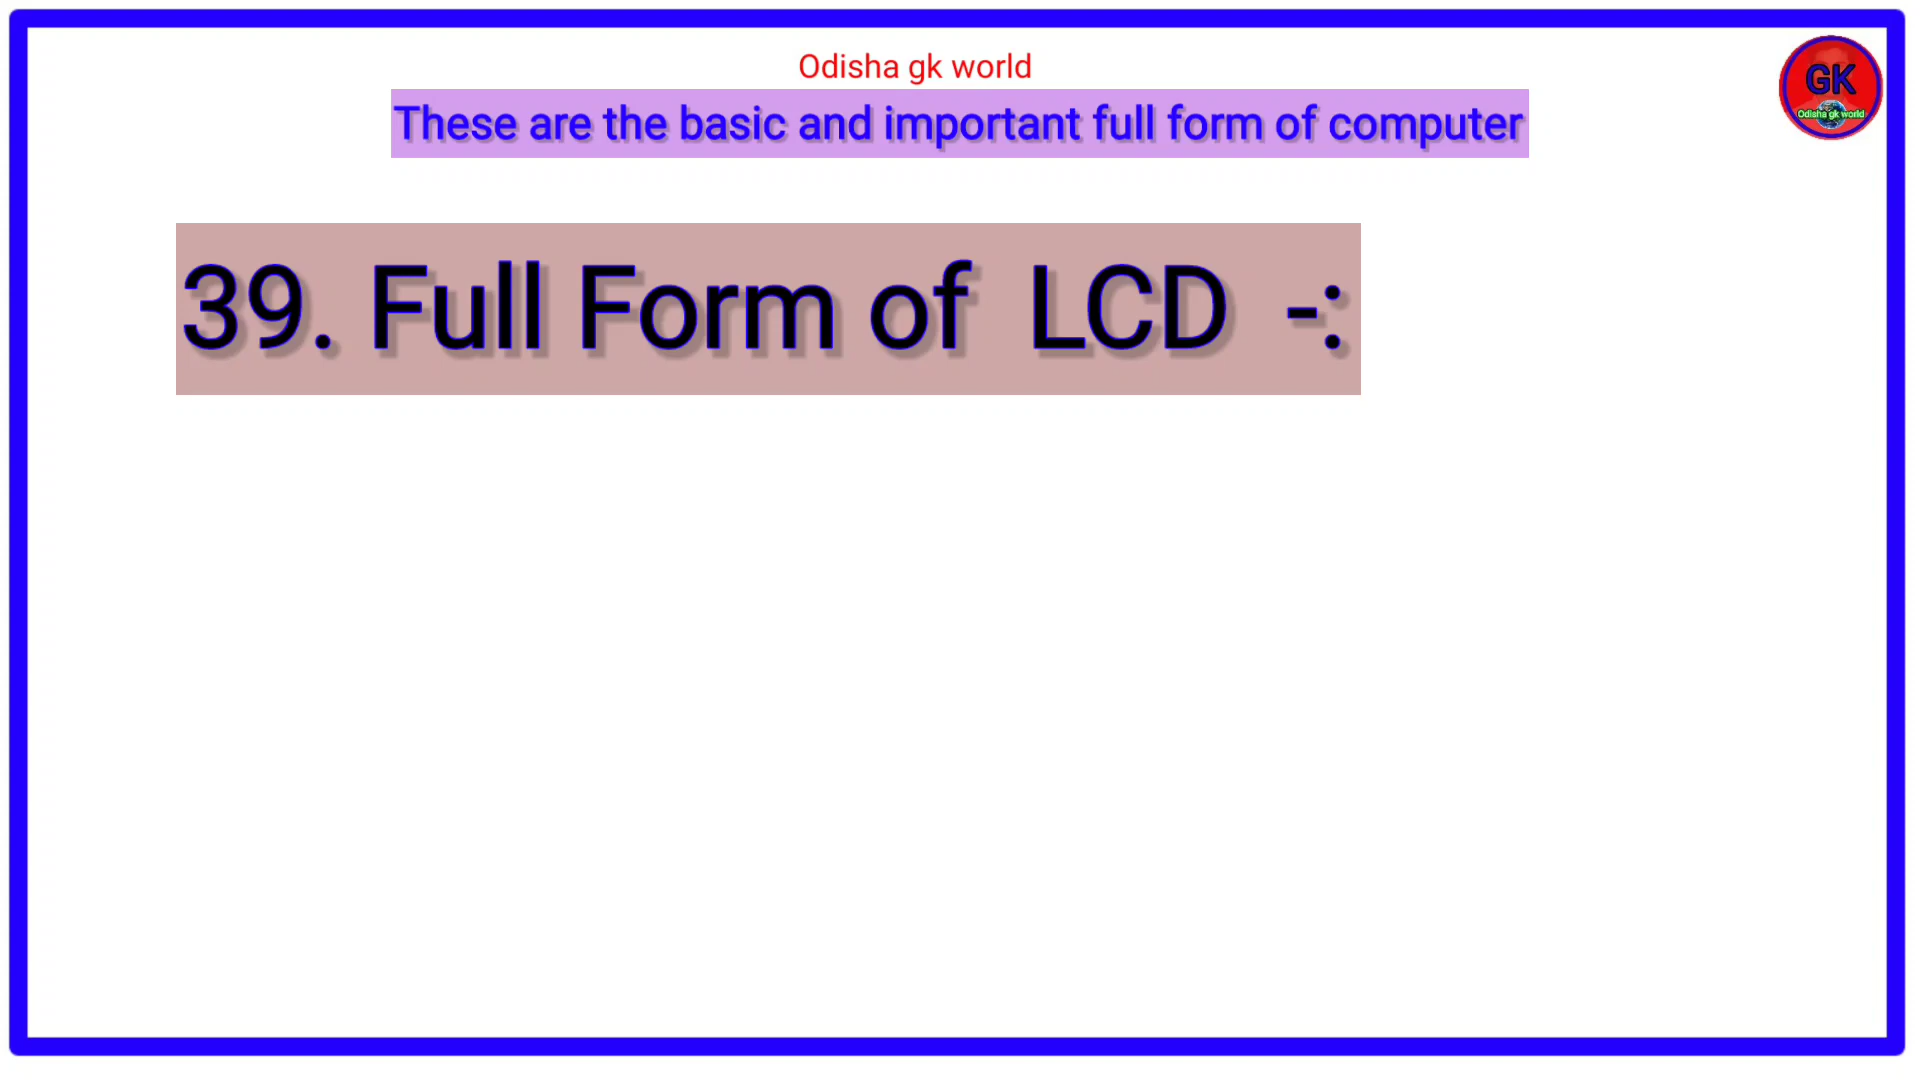 Odisha gk world
These are the basic and important full form of computer
GK
Odisha gk world
39. Full Form of LCD -: